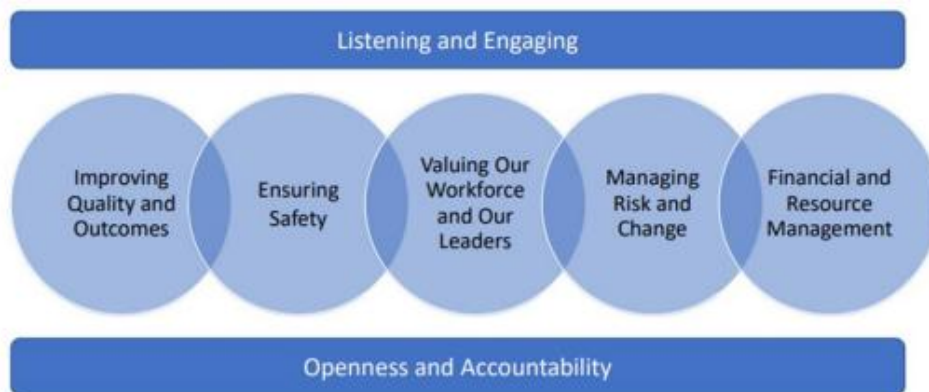 Listening and Engaging
Improving
Quality and
Outcomes
Ensuring
Safety
Valuing Our
Workforce
and Our
Leaders
Managing
Risk and
Change
Financial and
Resource
Management
Openness and Accountability